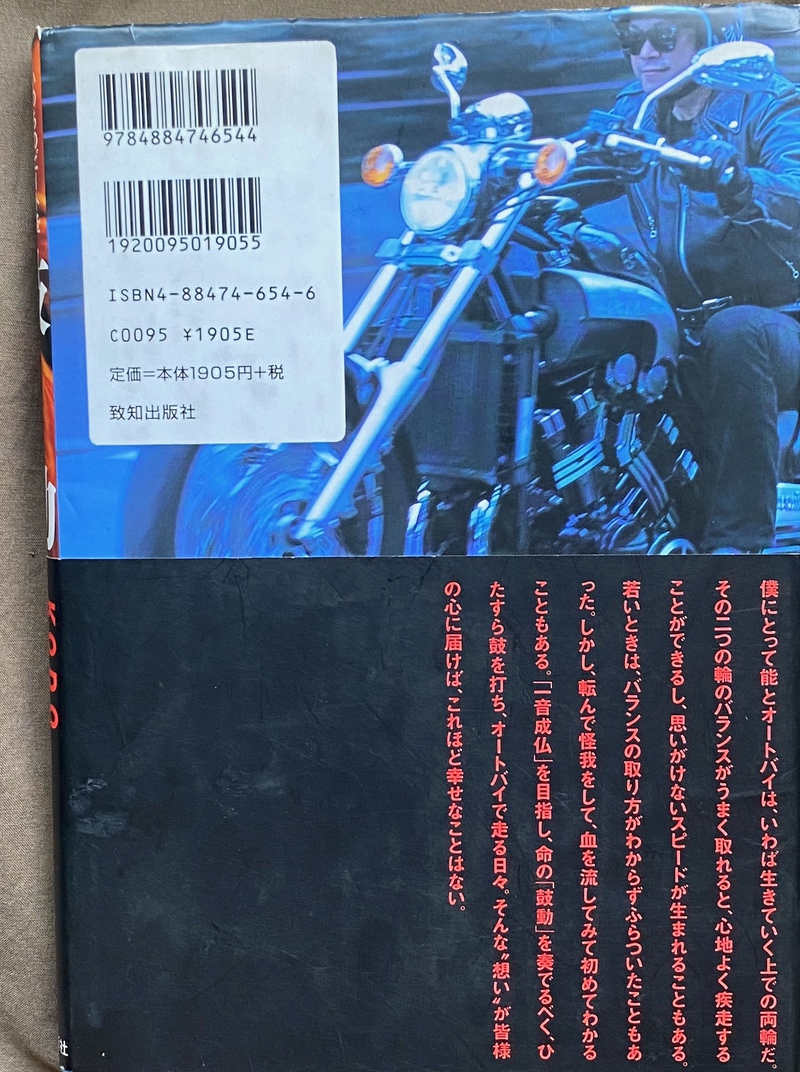 9784884746544
1920095019055
ISBN4-88474-654-6
C0095 ¥1905E
定価=本体1905円+税
致知出版社
僕にとって能とオートバイは、いわば生きていく上での両輪だ。
その二つの輪のバランスがうまく取れると、心地よく疾走する
ことができるし、思いがけないスピードが生まれることもある。
若いときは、バランスの取り方がわからずふらついたこともあ
った。しかし、転んで怪我をして、血を流してみて初めてわかる
こともある。「一音成仏」を目指し、命の「鼓動」を奏でるべく、ひ
たすら鼓を打ち、オートバイで走る日々。そんな〝想い〟が皆様
の心に届けば、これほど幸せなことはない。
KODO
社